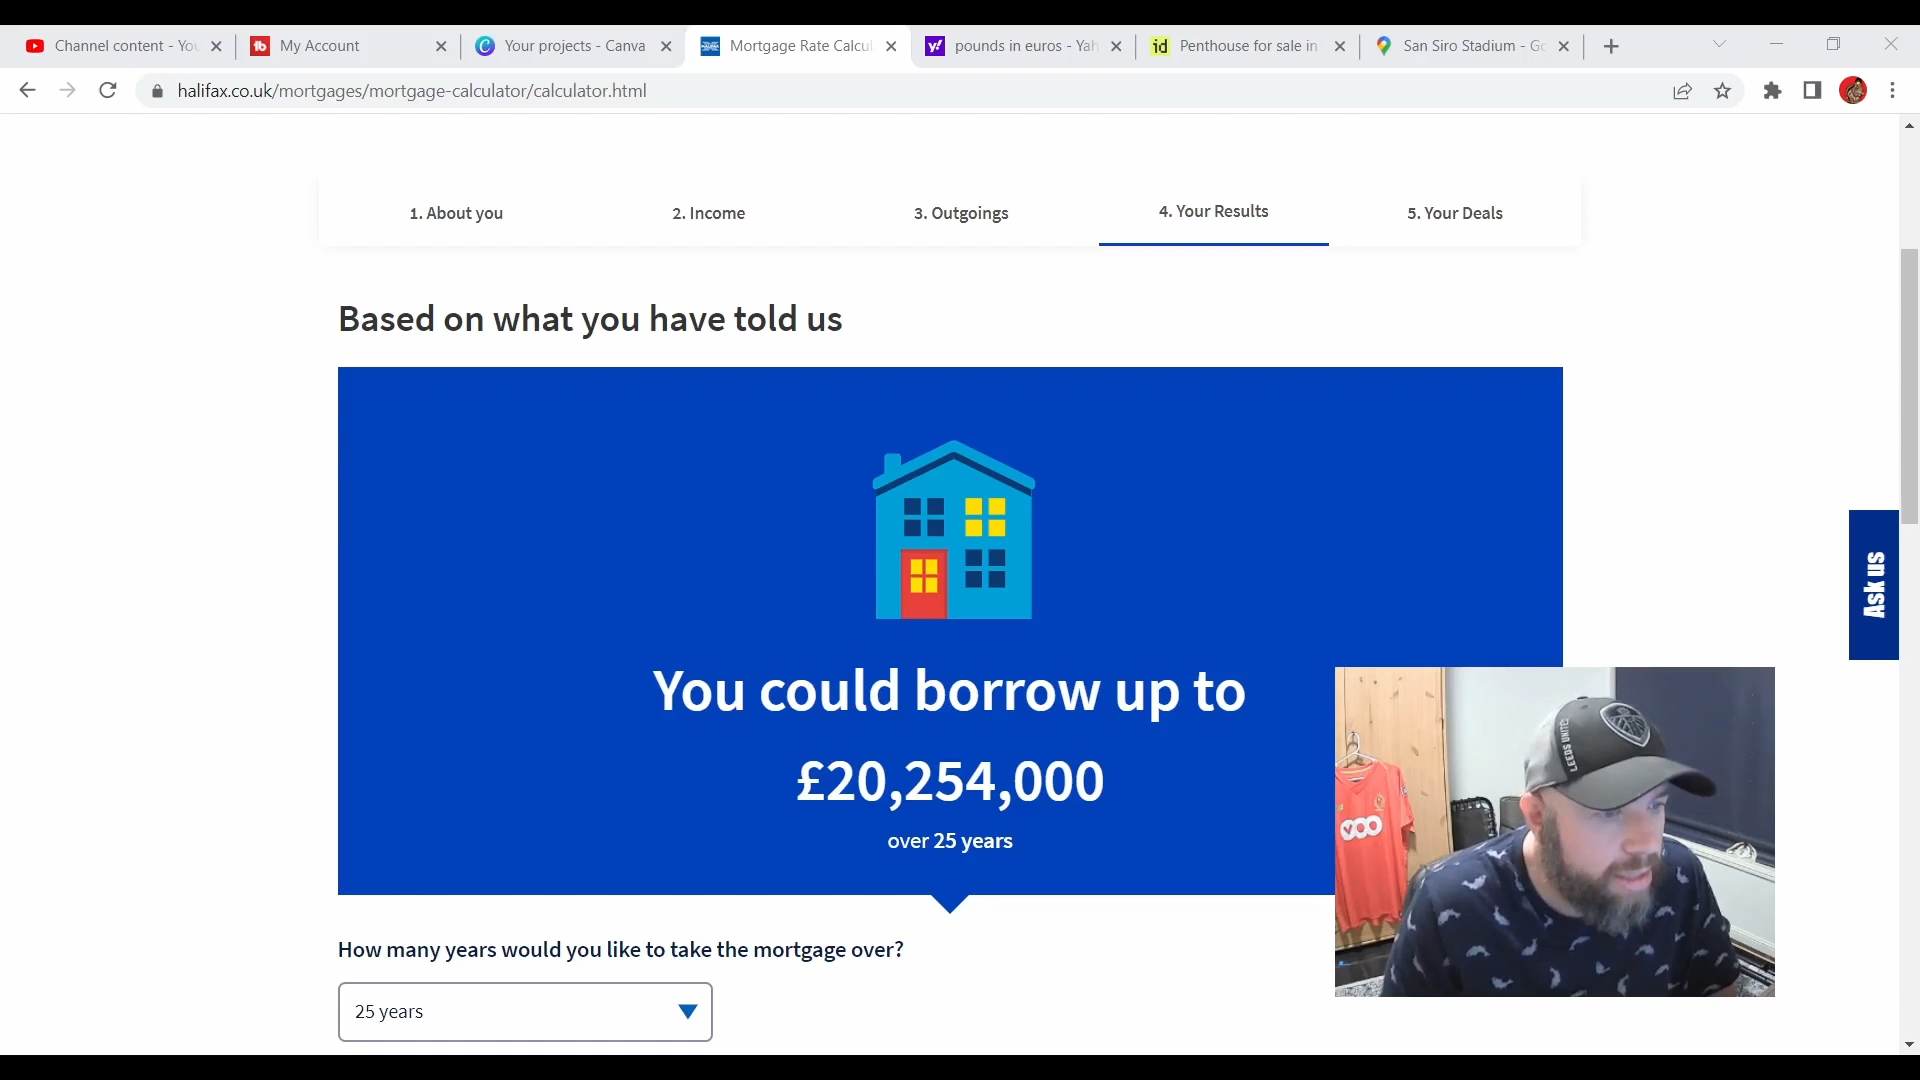 Channel content - You
My Account
Your projects - Canva
Mortgage Rate Calcul
pounds in euros - Yah
Penthouse for sale in
San Siro Stadium - Go
halifax.co.uk/mortgages/mortgage-calculator/calculator.html
1. About you
2. Income
3. Outgoings
4. Your Results
5. Your Deals
Based on what you have told us
You could borrow up to
£20,254,000
over 25 years
Ask us
How many years would you like to take the mortgage over?
25 years
LEEDS UNITED
VOO